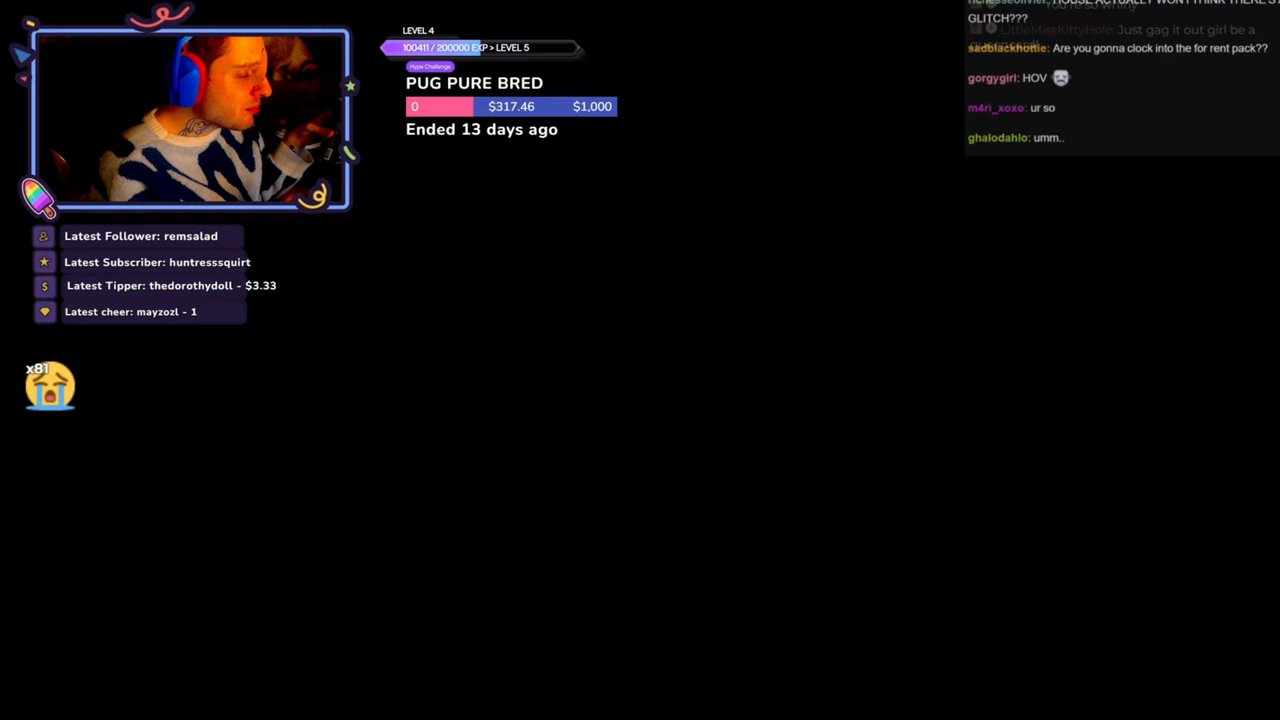 LEVEL 4
100411 / 200000 EXP > LEVEL 5
Hype Challenge
PUG PURE BRED
0 $317.46 $1,000
Ended 13 days ago
Latest Follower: remsalad
Latest Subscriber: huntresssquirt
Latest Tipper: thedorothydoll - $3.33
Latest cheer: mayzozl - 1
x81
GLITCH???
LittleMissKittyHole: Just gag it out girl be a
sadblackhottie: Are you gonna clock into the for rent pack??
gorgygirl: HOV
m4ri_xoxo: ur so
ghalodahlo: umm..